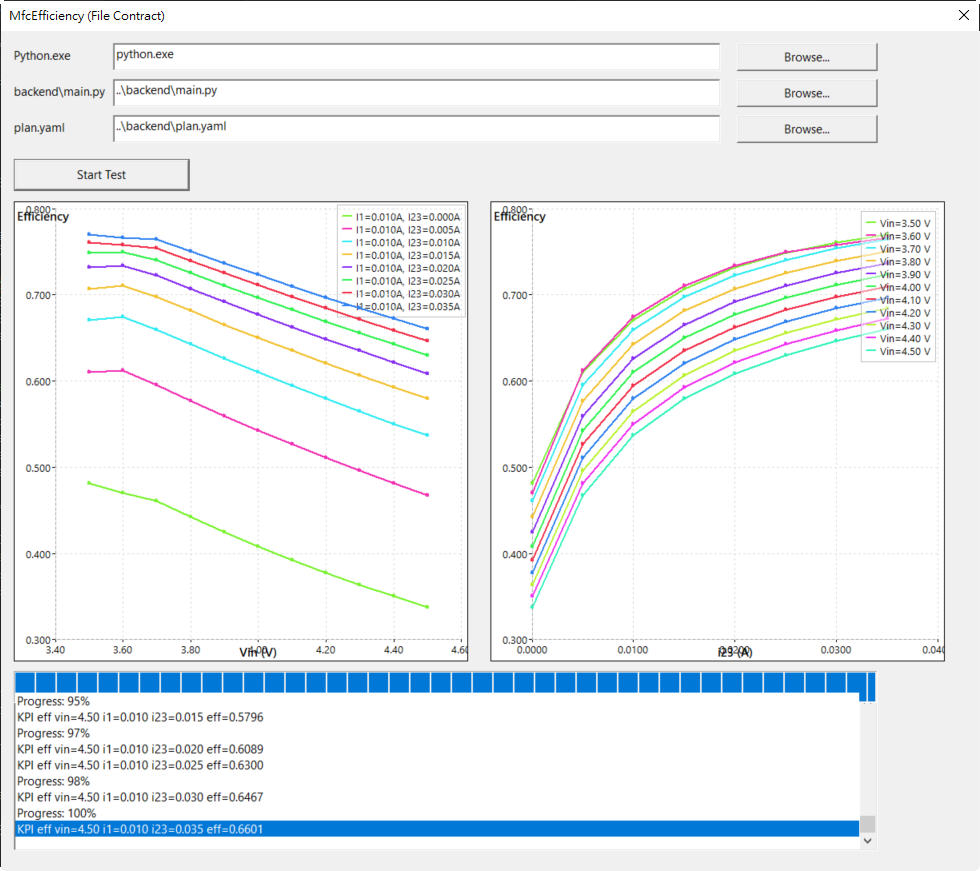 MfcEfficiency (File Contract)
Python.exe
python.exe
Browse...
backend\main.py
..\backend\main.py
Browse...
plan.yaml
..\backend\plan.yaml
Browse...
Start Test
0.800
Efficiency
0.700
0.600
0.500
0.400
0.300
3.40
3.60
3.80
4.00
4.20
4.40
4.60
Vin (V)
I1=0.010A, I23=0.000A
I1=0.010A, I23=0.005A
I1=0.010A, I23=0.010A
I1=0.010A, I23=0.015A
I1=0.010A, I23=0.020A
I1=0.010A, I23=0.025A
I1=0.010A, I23=0.030A
I1=0.010A, I23=0.035A
0.800
Efficiency
0.700
0.600
0.500
0.400
0.300
0.0000
0.0100
0.0200
0.0300
0.040
i23 (A)
Vin=3.50 V
Vin=3.60 V
Vin=3.70 V
Vin=3.80 V
Vin=3.90 V
Vin=4.00 V
Vin=4.10 V
Vin=4.20 V
Vin=4.30 V
Vin=4.40 V
Vin=4.50 V
Progress: 95%
KPI eff vin=4.50 i1=0.010 i23=0.015 eff=0.5796
Progress: 97%
KPI eff vin=4.50 i1=0.010 i23=0.020 eff=0.6089
KPI eff vin=4.50 i1=0.010 i23=0.025 eff=0.6300
Progress: 98%
KPI eff vin=4.50 i1=0.010 i23=0.030 eff=0.6467
Progress: 100%
KPI eff vin=4.50 i1=0.010 i23=0.035 eff=0.6601